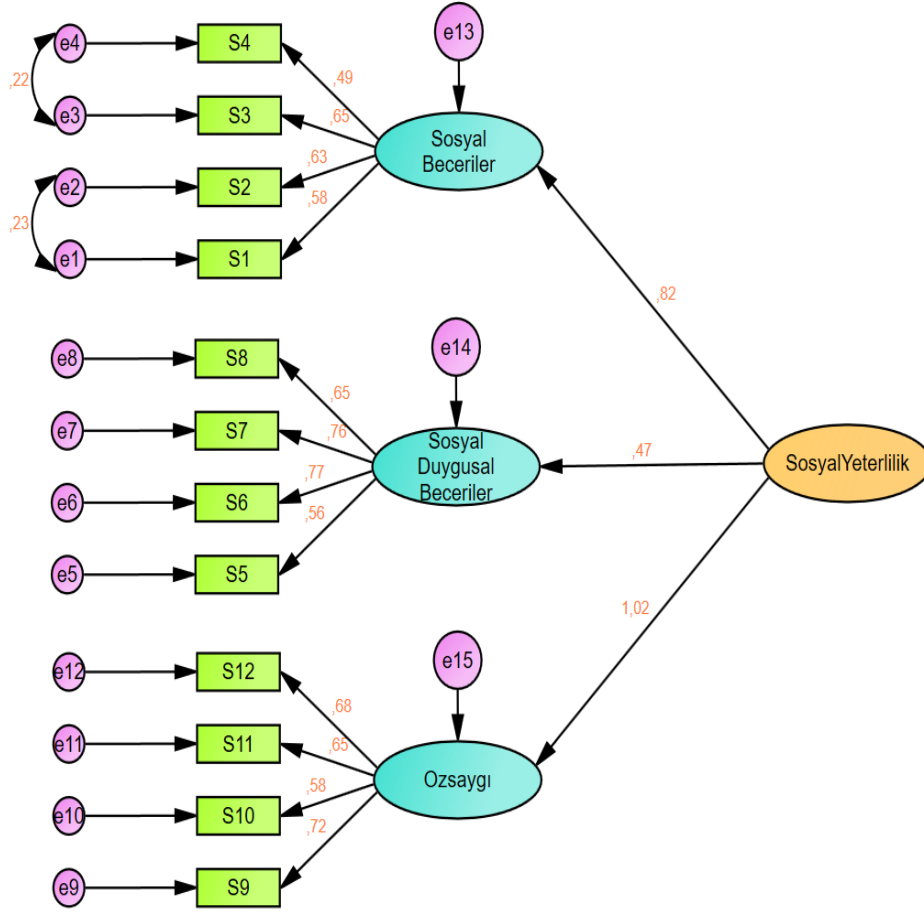 e4
S4
e13
,22
,49
e3
S3
,65
Sosyal
Beceriler
e2
S2
,63
,23
,58
e1
S1
,82
e8
S8
e14
,65
e7
S7
,76
Sosyal
Duygusal
Beceriler
,47
SosyalYeterlilik
,77
e6
S6
,56
e5
S5
1,02
e12
S12
e15
,68
e11
S11
,65
Ozsaygı
,58
e10
S10
,72
e9
S9